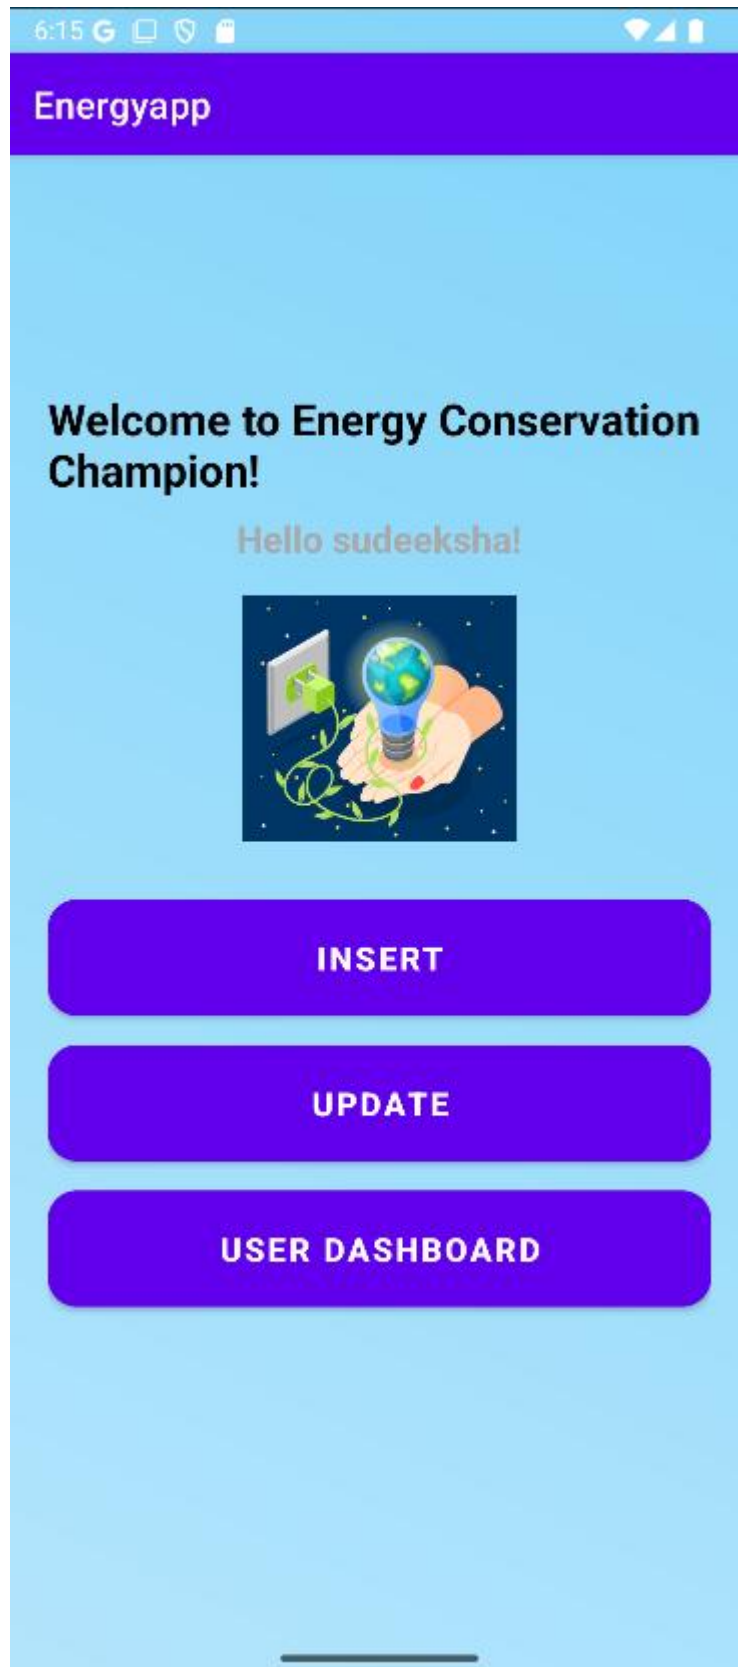 6:15
Energyapp
Welcome to Energy Conservation
Champion!
Hello sudeeksha!
INSERT
UPDATE
USER DASHBOARD